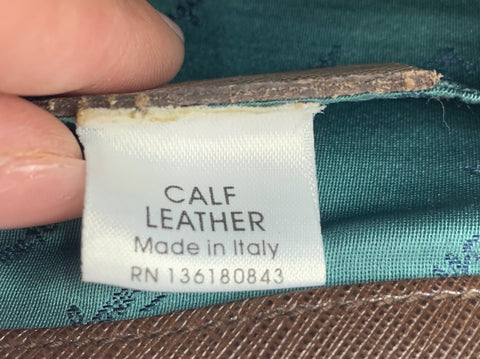 CALF
LEATHER
Made in Italy
RN 136180843